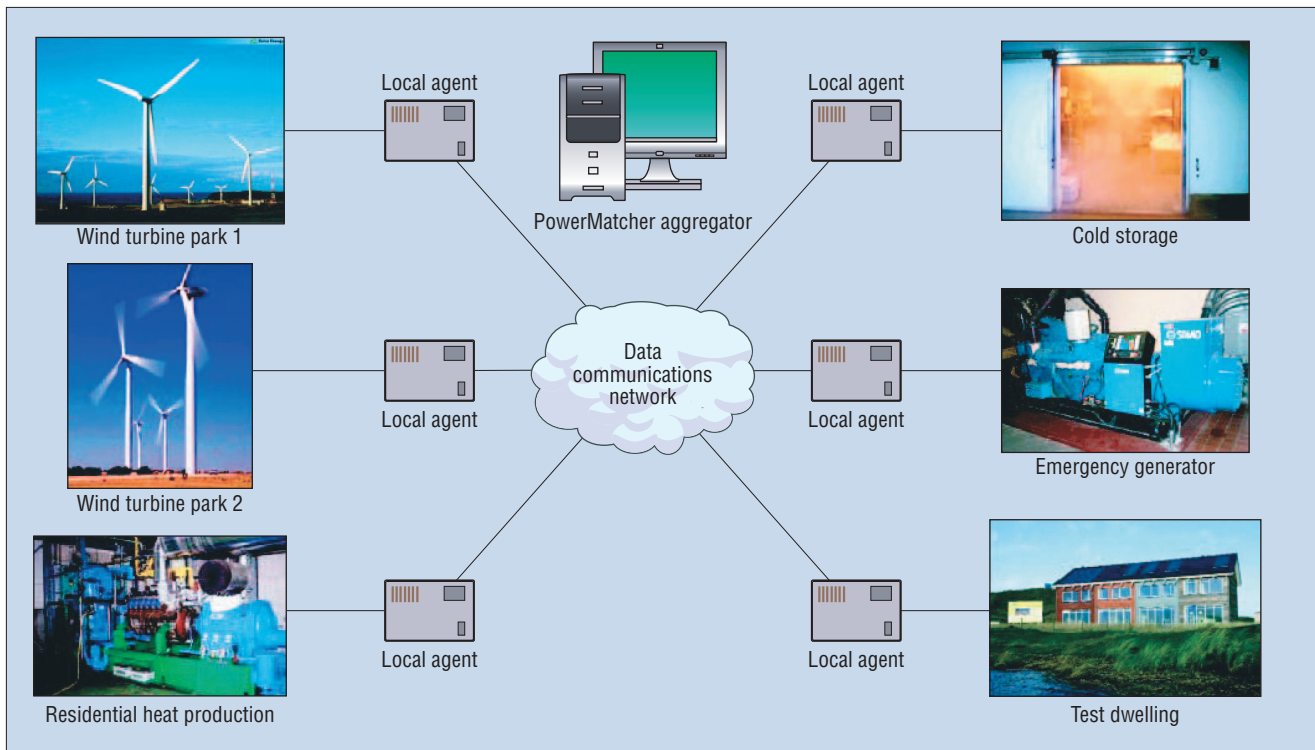 Local agent
Local agent
Wind turbine park 1
PowerMatcher aggregator
Cold storage
Data
communications
network
Local agent
Local agent
Wind turbine park 2
Emergency generator
Local agent
Local agent
Residential heat production
Test dwelling